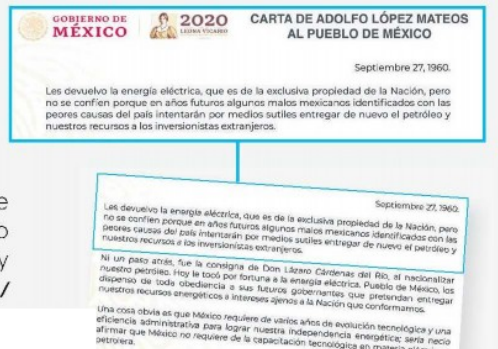 GOBIERNO DE
MÉXICO
2020
LEONA VICARIO
CARTA DE ADOLFO LÓPEZ MATEOS
AL PUEBLO DE MÉXICO
Septiembre 27, 1960.
Les devuelvo la energía eléctrica, que es de la exclusiva propiedad de la Nación, pero
no se confíen porque en años futuros algunos malos mexicanos identificados con las
peores causas del país intentarán por medios sutiles entregar de nuevo el petróleo y
nuestros recursos a los inversionistas extranjeros.
e
o
y
/
Septiembre 27, 1960.
Les devuelvo la energía eléctrica, que es de la exclusiva propiedad de la Nación, pero
no se confíen porque en años futuros algunos malos mexicanos identificados con las
peores causas del país intentarán por medios sutiles entregar de nuevo el petróleo y
nuestros recursos a los inversionistas extranjeros.
Ni un paso atrás, fue la consigna de Don Lázaro Cárdenas del Río, al nacionalizar
nuestro petróleo. Hoy le tocó por fortuna a la energía eléctrica. Pueblo de México, los
dispenso de toda obediencia a sus futuros gobernantes que pretendan entregar
nuestros recursos energéticos a intereses ajenos a la Nación que conformamos.
Una cosa obvia es que México requiere de varios años de evolución tecnológica y una
eficiencia administrativa para lograr nuestra independencia energética; sería necio
afirmar que México no requiere de la capacitación tecnológica en materia eléctrica
petrolera.